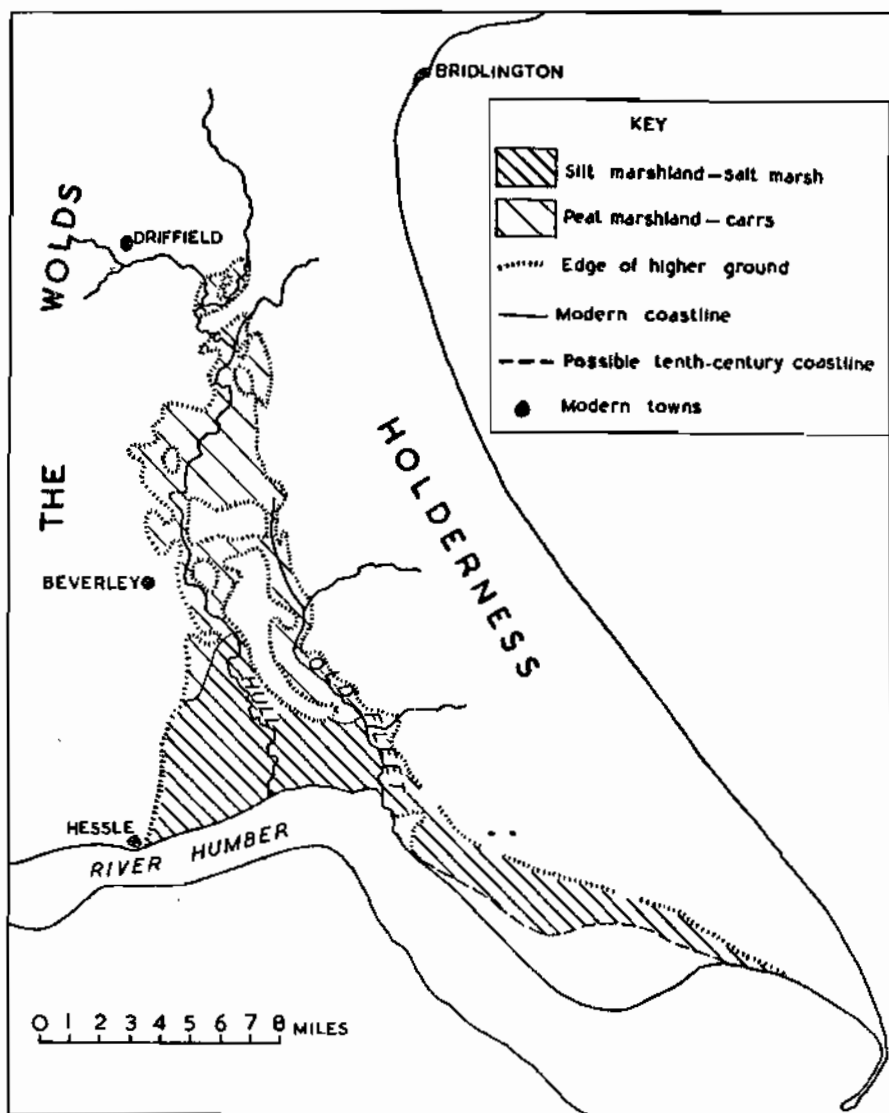 BRIDLINGTON
KEY
Silt marshland — salt marsh
Peat marshland — carrs
Edge of higher ground
Modern coastline
Possible tenth-century coastline
Modern towns
THE WOLDS
DRIFFIELD
HOLDERNESS
BEVERLEY
HULL
OLD FLEET
HESSLE
RIVER HUMBER
0 1 2 3 4 5 6 7 8 MILES